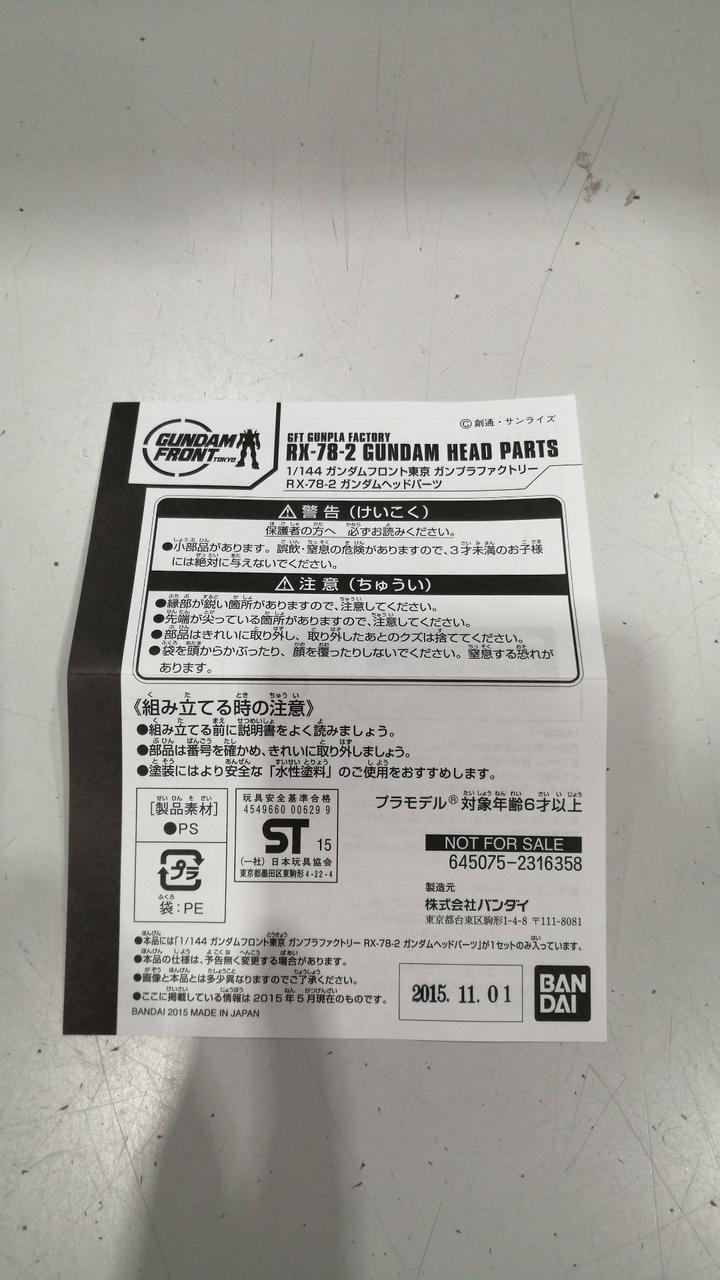 GUNDAM
FRONT TOKYO
©創通・サンライズ
GFT GUNPLA FACTORY
RX-78-2 GUNDAM HEAD PARTS
1/144 ガンダムフロント東京 ガンプラファクトリー
RX-78-2 ガンダムヘッドパーツ
⚠警告(けいこく)
保護者の方へ 必ずお読みください。
●小部品があります。誤飲・窒息の危険がありますので、3才未満のお子様
には絶対に与えないでください。
⚠注意(ちゅうい)
●縁部が鋭い箇所がありますので、注意してください。
●先端が尖っている箇所がありますので、注意してください。
●部品はきれいに取り外し、取り外したあとのクズは捨ててください。
●袋を頭からかぶったり、顔を覆ったりしないでください。窒息する恐れが
あります。
《組み立てる時の注意》
●組み立てる前に説明書をよく読みましょう。
●部品は番号を確かめ、きれいに取り外しましょう。
●塗装にはより安全な「水性塗料」のご使用をおすすめします。
[製品素材]
●PS
プラ
袋:PE
玩具安全基準合格
4549660 00629 9
ST 15
(一社)日本玩具協会
東京都墨田区東駒形4-22-4
プラモデル® 対象年齢6才以上
NOT FOR SALE
645075-2316358
製造元
株式会社バンダイ
東京都台東区駒形1-4-8 〒111-8081
●本品には「1/144 ガンダムフロント東京 ガンプラファクトリー RX-78-2 ガンダムヘッドパーツ」が1セットのみ入っています。
●本品の仕様は、予告無く変更する場合があります。
●画像と本品とは多少異なりますのでご了承ください。
●ここに掲載している情報は2015年5月現在のものです。
BANDAI 2015 MADE IN JAPAN
2015.11.01
BAN
DAI